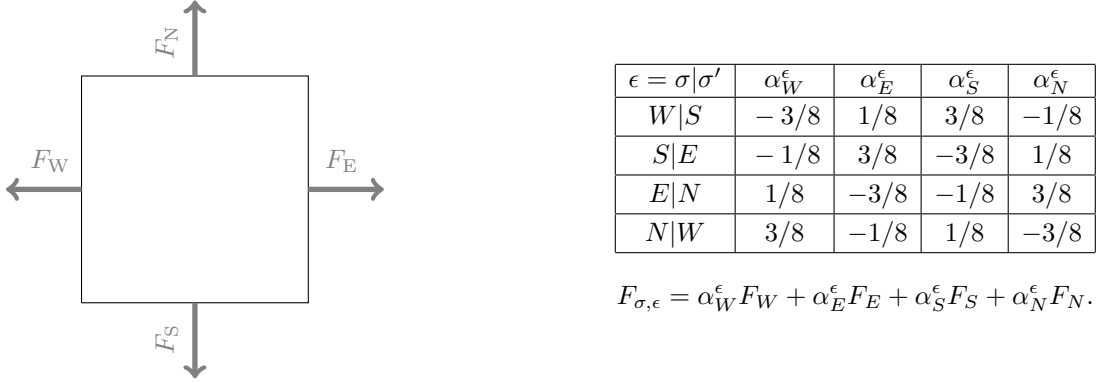 F_N
F_W
F_E
F_S
ϵ = σ|σ′ α_W^ϵ α_E^ϵ α_S^ϵ α_N^ϵ
W|S − 3/8 1/8 3/8 −1/8
S|E − 1/8 3/8 −3/8 1/8
E|N 1/8 −3/8 −1/8 3/8
N|W 3/8 −1/8 1/8 −3/8
F_{σ,ϵ} = α_W^ϵ F_W + α_E^ϵ F_E + α_S^ϵ F_S + α_N^ϵ F_N.